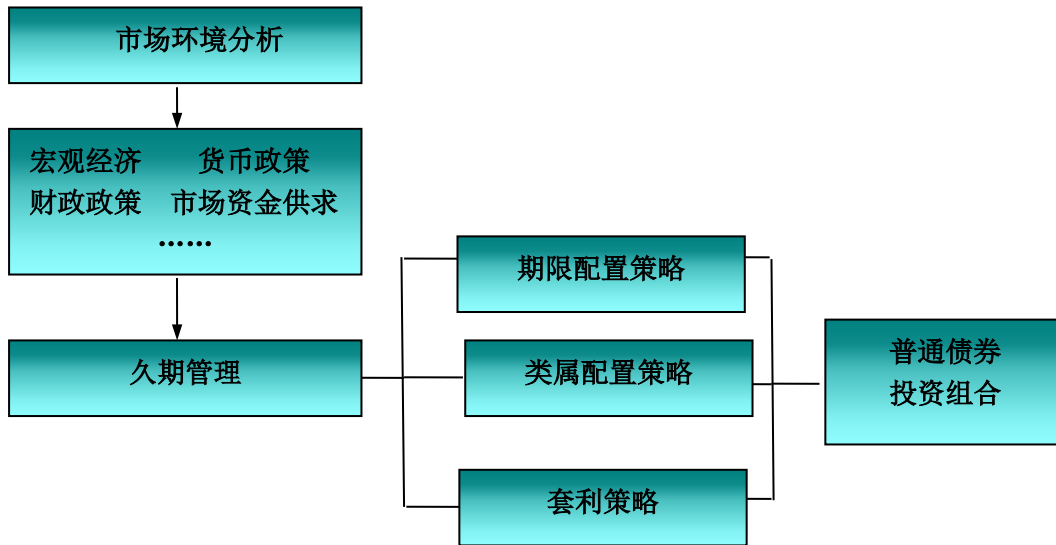 市场环境分析
宏观经济 货币政策
财政政策 市场资金供求
……
久期管理
期限配置策略
类属配置策略
套利策略
普通债券
投资组合